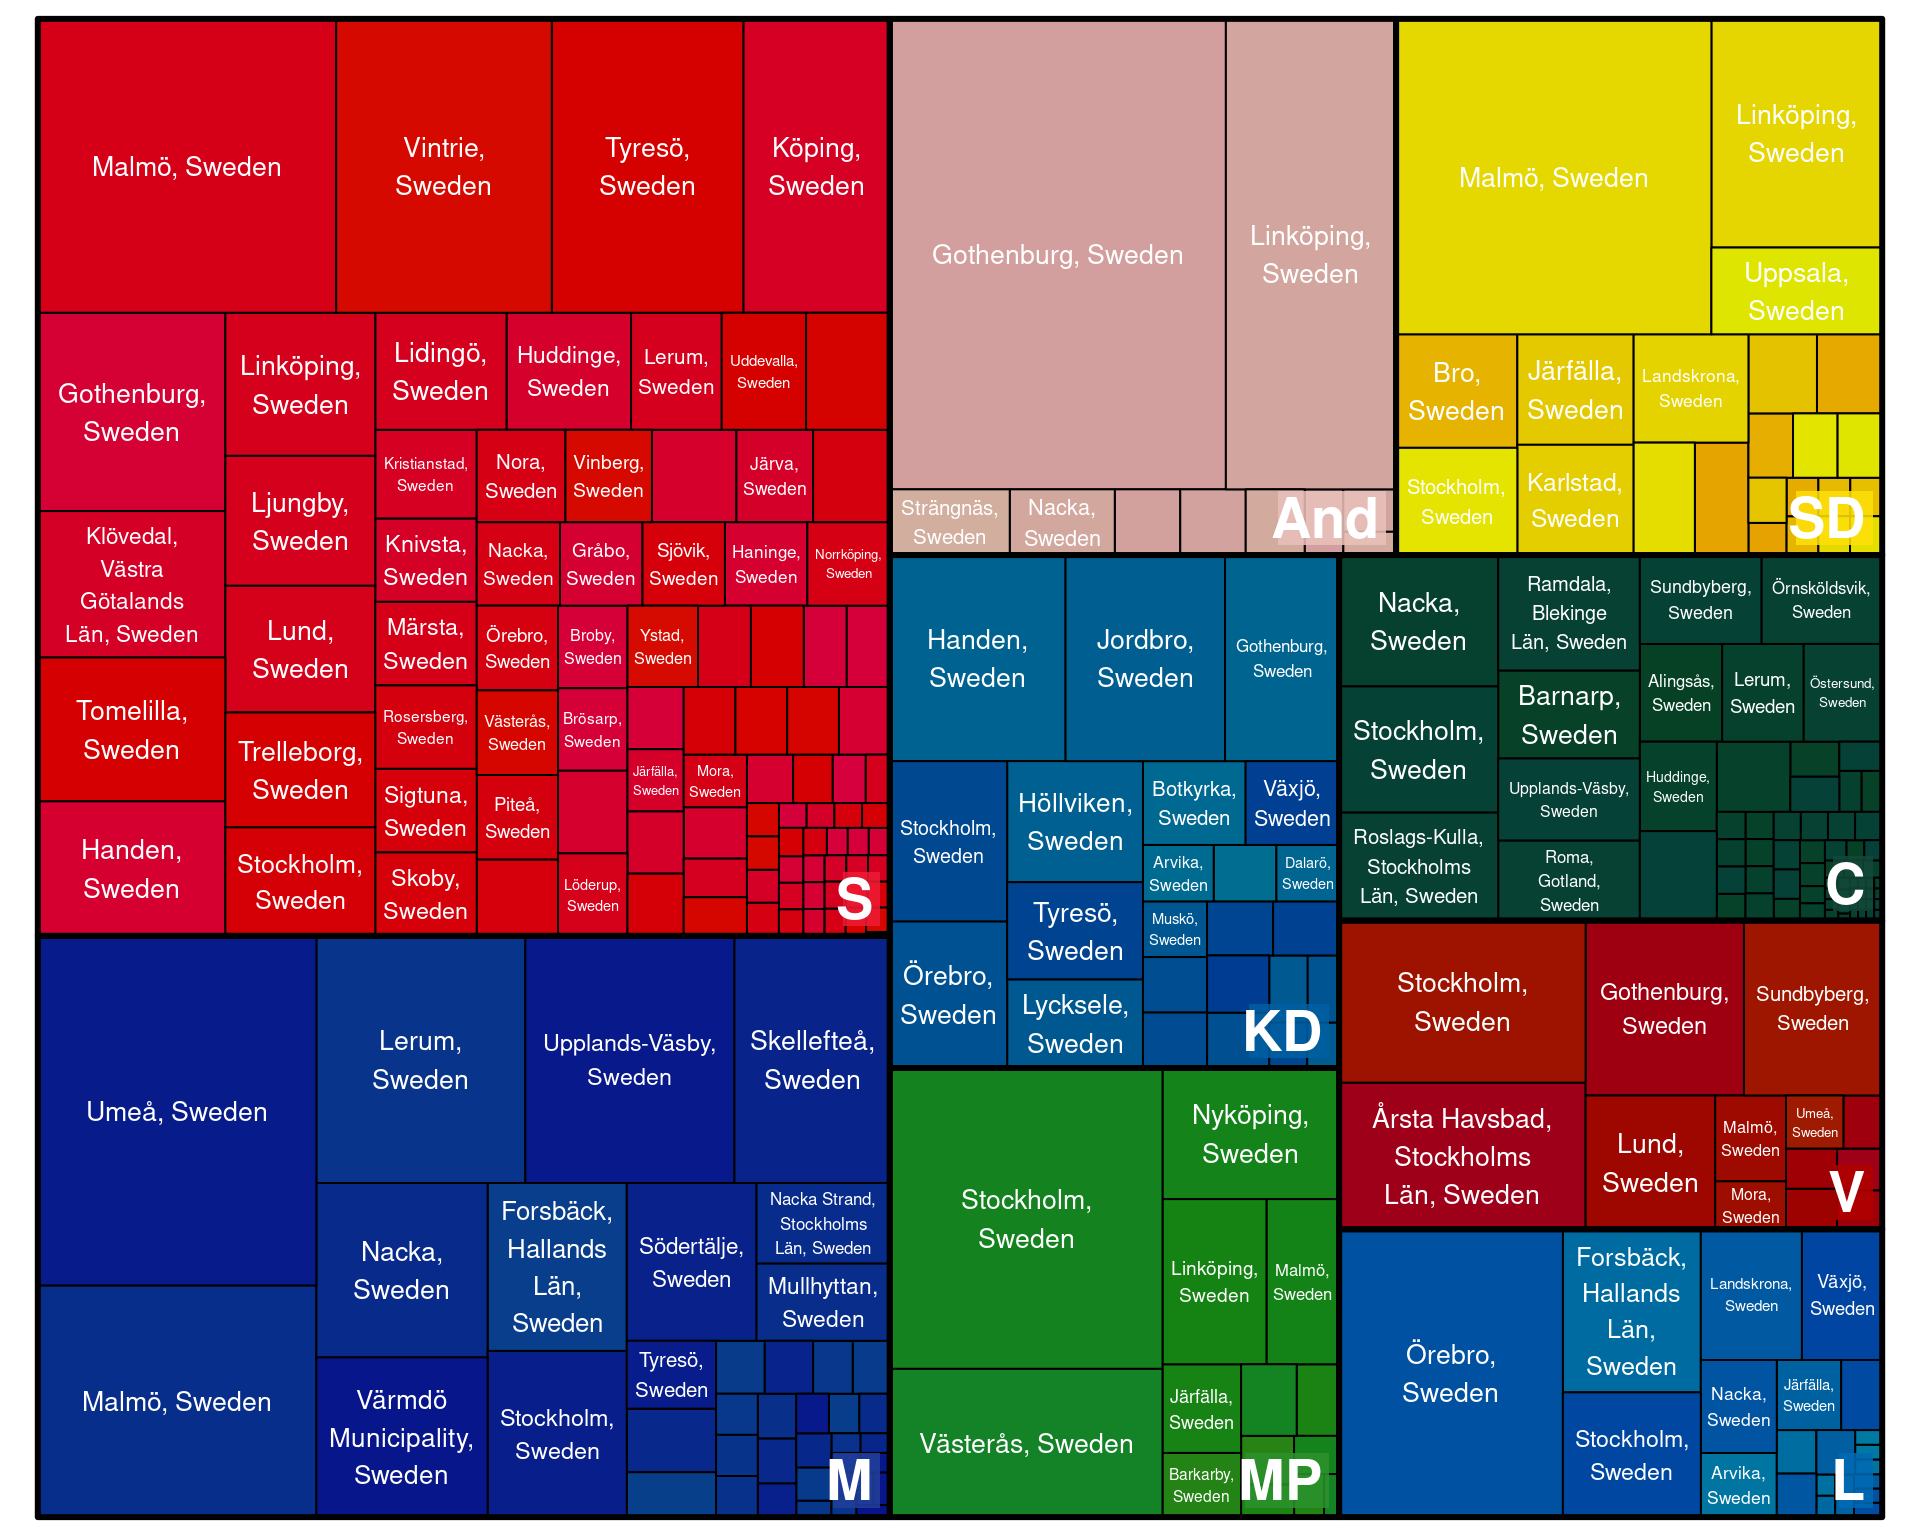 Malmö, Sweden
Vintrie,
Sweden
Tyresö,
Sweden
Köping,
Sweden
Gothenburg,
Sweden
Klövedal,
Västra
Götalands
Län, Sweden
Tomelilla,
Sweden
Handen,
Sweden
Linköping,
Sweden
Ljungby,
Sweden
Lund,
Sweden
Trelleborg,
Sweden
Stockholm,
Sweden
Lidingö,
Sweden
Huddinge,
Sweden
Lerum,
Sweden
Uddevalla,
Sweden
Kristianstad,
Sweden
Nora,
Sweden
Vinberg,
Sweden
Järva,
Sweden
Knivsta,
Sweden
Nacka,
Sweden
Gråbo,
Sweden
Sjövik,
Sweden
Haninge,
Sweden
Norrköping,
Sweden
Märsta,
Sweden
Örebro,
Sweden
Broby,
Sweden
Ystad,
Sweden
Rosersberg,
Sweden
Västerås,
Sweden
Brösarp,
Sweden
Järfälla,
Sweden
Mora,
Sweden
Sigtuna,
Sweden
Piteå,
Sweden
Skoby,
Sweden
Löderup,
Sweden
S
Gothenburg, Sweden
Linköping,
Sweden
Strängnäs,
Sweden
Nacka,
Sweden
And
Malmö, Sweden
Linköping,
Sweden
Uppsala,
Sweden
Bro,
Sweden
Järfälla,
Sweden
Landskrona,
Sweden
Stockholm,
Sweden
Karlstad,
Sweden
SD
Handen,
Sweden
Jordbro,
Sweden
Gothenburg,
Sweden
Stockholm,
Sweden
Höllviken,
Sweden
Botkyrka,
Sweden
Växjö,
Sweden
Arvika,
Sweden
Dalarö,
Sweden
Tyresö,
Sweden
Muskö,
Sweden
Örebro,
Sweden
Lycksele,
Sweden
KD
Nacka,
Sweden
Ramdala,
Blekinge
Län, Sweden
Sundbyberg,
Sweden
Örnsköldsvik,
Sweden
Stockholm,
Sweden
Barnarp,
Sweden
Alingsås,
Sweden
Lerum,
Sweden
Östersund,
Sweden
Upplands-Väsby,
Sweden
Huddinge,
Sweden
Roslags-Kulla,
Stockholms
Län, Sweden
Roma,
Gotland,
Sweden
C
Umeå, Sweden
Malmö, Sweden
Lerum,
Sweden
Upplands-Väsby,
Sweden
Skellefteå,
Sweden
Nacka,
Sweden
Forsbäck,
Hallands
Län,
Sweden
Södertälje,
Sweden
Nacka Strand,
Stockholms
Län, Sweden
Mullhyttan,
Sweden
Värmdö
Municipality,
Sweden
Stockholm,
Sweden
Tyresö,
Sweden
M
Stockholm,
Sweden
Västerås, Sweden
Nyköping,
Sweden
Linköping,
Sweden
Malmö,
Sweden
Järfälla,
Sweden
Barkarby,
Sweden
MP
Stockholm,
Sweden
Gothenburg,
Sweden
Sundbyberg,
Sweden
Årsta Havsbad,
Stockholms
Län, Sweden
Lund,
Sweden
Malmö,
Sweden
Umeå,
Sweden
Mora,
Sweden
V
Örebro,
Sweden
Forsbäck,
Hallands
Län,
Sweden
Landskrona,
Sweden
Växjö,
Sweden
Stockholm,
Sweden
Nacka,
Sweden
Järfälla,
Sweden
Arvika,
Sweden
L